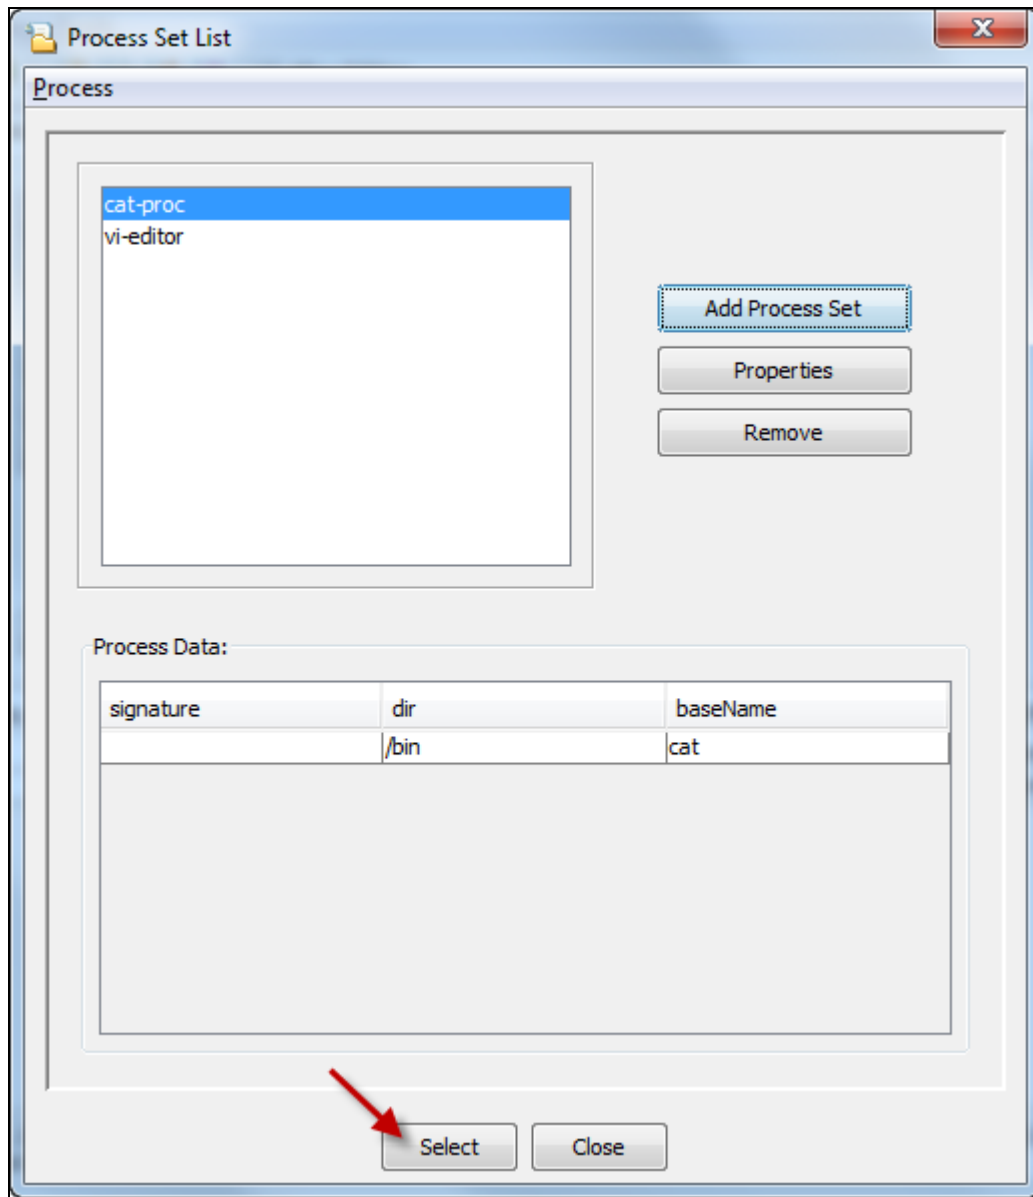 Process Set List
Process
cat-proc
vi-editor
Add Process Set
Properties
Remove
Process Data:
signature dir baseName
/bin cat
Select Close